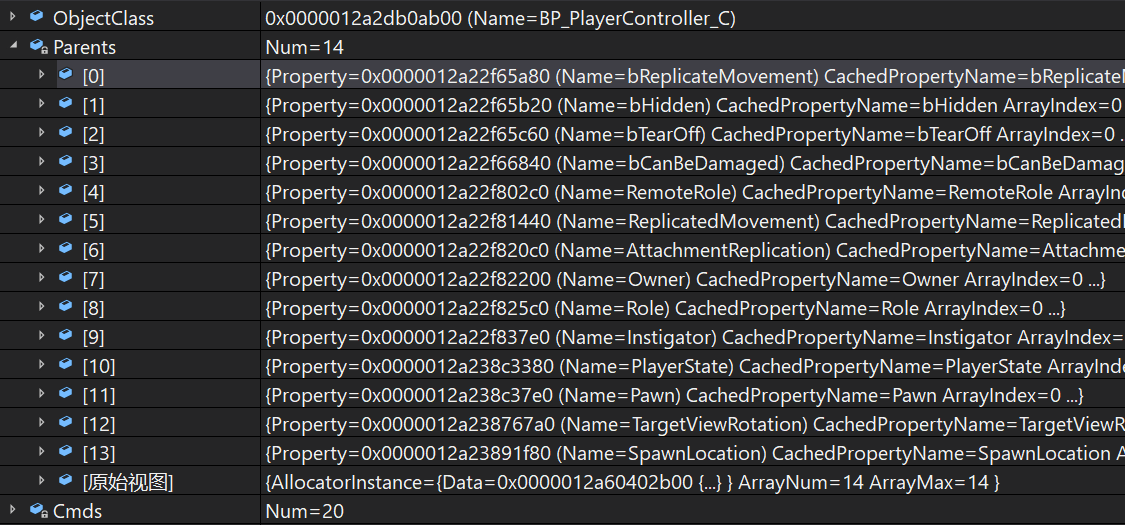 ObjectClass 0x0000012a2db0ab00 (Name=BP_PlayerController_C)
Parents Num=14
[0] {Property=0x0000012a22f65a80 (Name=bReplicateMovement) CachedPropertyName=bReplicateM
[1] {Property=0x0000012a22f65b20 (Name=bHidden) CachedPropertyName=bHidden ArrayIndex=0
[2] {Property=0x0000012a22f65c60 (Name=bTearOff) CachedPropertyName=bTearOff ArrayIndex=0 ...
[3] {Property=0x0000012a22f66840 (Name=bCanBeDamaged) CachedPropertyName=bCanBeDamag
[4] {Property=0x0000012a22f802c0 (Name=RemoteRole) CachedPropertyName=RemoteRole ArrayInd
[5] {Property=0x0000012a22f81440 (Name=ReplicatedMovement) CachedPropertyName=Replicated
[6] {Property=0x0000012a22f820c0 (Name=AttachmentReplication) CachedPropertyName=Attachme
[7] {Property=0x0000012a22f82200 (Name=Owner) CachedPropertyName=Owner ArrayIndex=0 ...}
[8] {Property=0x0000012a22f825c0 (Name=Role) CachedPropertyName=Role ArrayIndex=0 ...}
[9] {Property=0x0000012a22f837e0 (Name=Instigator) CachedPropertyName=Instigator ArrayIndex=
[10] {Property=0x0000012a238c3380 (Name=PlayerState) CachedPropertyName=PlayerState ArrayInde
[11] {Property=0x0000012a238c37e0 (Name=Pawn) CachedPropertyName=Pawn ArrayIndex=0 ...}
[12] {Property=0x0000012a238767a0 (Name=TargetViewRotation) CachedPropertyName=TargetViewR
[13] {Property=0x0000012a23891f80 (Name=SpawnLocation) CachedPropertyName=SpawnLocation A
[原始视图] {AllocatorInstance={Data=0x0000012a60402b00 {...} } ArrayNum=14 ArrayMax=14 }
Cmds Num=20